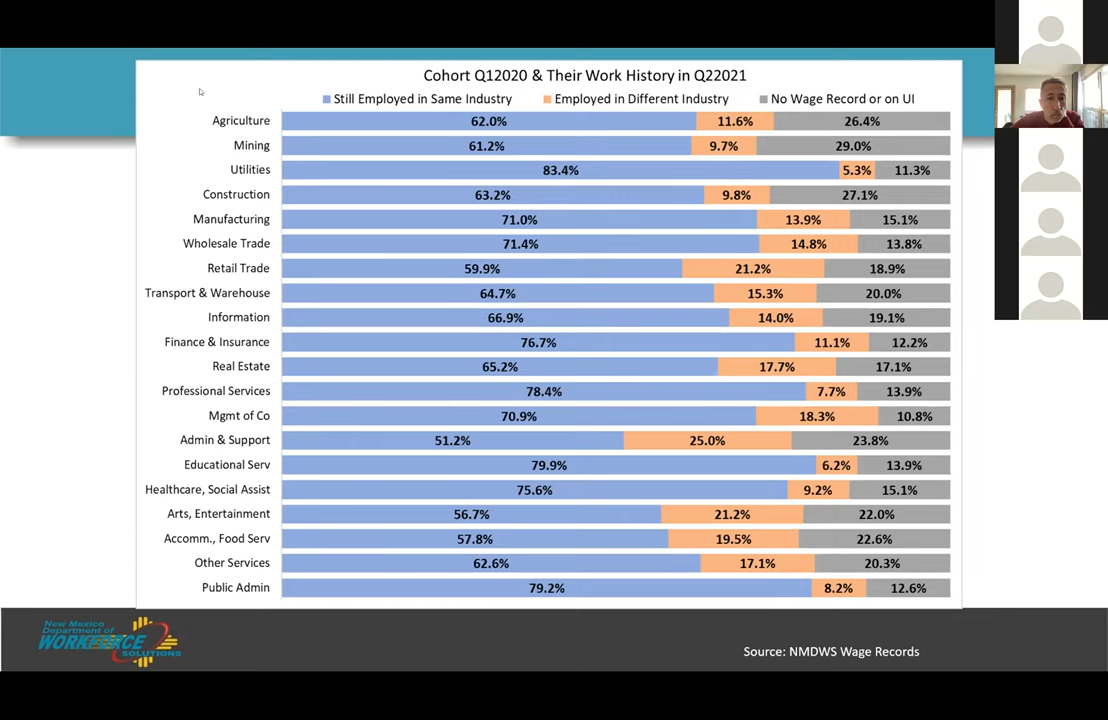 Cohort Q12020 & Their Work History in Q22021
Still Employed in Same Industry Employed in Different Industry No Wage Record or on UI
Agriculture 62.0% 11.6% 26.4%
Mining 61.2% 9.7% 29.0%
Utilities 83.4% 5.3% 11.3%
Construction 63.2% 9.8% 27.1%
Manufacturing 71.0% 13.9% 15.1%
Wholesale Trade 71.4% 14.8% 13.8%
Retail Trade 59.9% 21.2% 18.9%
Transport & Warehouse 64.7% 15.3% 20.0%
Information 66.9% 14.0% 19.1%
Finance & Insurance 76.7% 11.1% 12.2%
Real Estate 65.2% 17.7% 17.1%
Professional Services 78.4% 7.7% 13.9%
Mgmt of Co 70.9% 18.3% 10.8%
Admin & Support 51.2% 25.0% 23.8%
Educational Serv 79.9% 6.2% 13.9%
Healthcare, Social Assist 75.6% 9.2% 15.1%
Arts, Entertainment 56.7% 21.2% 22.0%
Accomm., Food Serv 57.8% 19.5% 22.6%
Other Services 62.6% 17.1% 20.3%
Public Admin 79.2% 8.2% 12.6%
New Mexico
Department of
WORKFORCE
SOLUTIONS
Source: NMDWS Wage Records